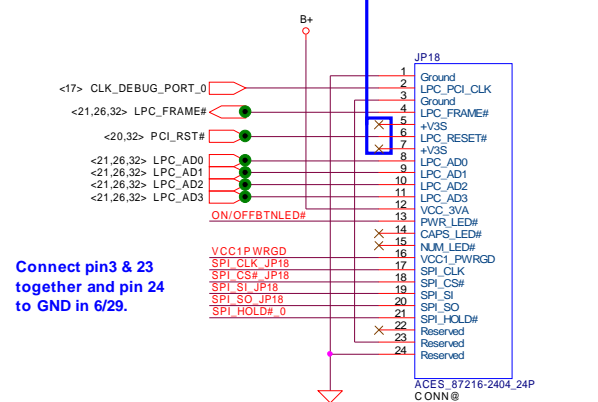 B+
JP18
<17> CLK_DEBUG_PORT_0
<21,26,32> LPC_FRAME#
<20,32> PCI_RST#
<21,26,32> LPC_AD0
<21,26,32> LPC_AD1
<21,26,32> LPC_AD2
<21,26,32> LPC_AD3
ON/OFFBTNLED#
VCC1PWRGD
SPI_CLK_JP18
SPI_CS#_JP18
SPI_SI_JP18
SPI_SO_JP18
SPI_HOLD#_0
1 Ground
2 LPC_PCI_CLK
3 Ground
4 LPC_FRAME#
5 +V3S
6 LPC_RESET#
7 +V3S
8 LPC_AD0
9 LPC_AD1
10 LPC_AD2
11 LPC_AD3
12 VCC_3VA
13 PWR_LED#
14 CAPS_LED#
15 NUM_LED#
16 VCC1_PWRGD
17 SPI_CLK
18 SPI_CS#
19 SPI_SI
20 SPI_SO
21 SPI_HOLD#
22 Reserved
23 Reserved
24 Reserved
ACES_87216-2404_24P
CONN@
Connect pin3 & 23
together and pin 24
to GND in 6/29.